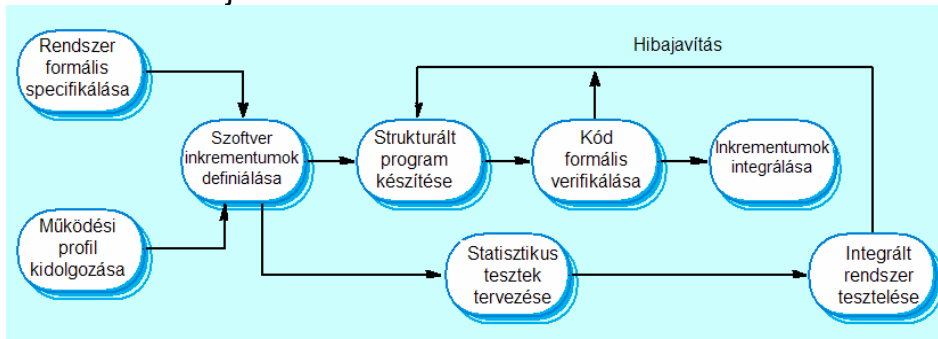 Rendszer
formális
specifikálása
Hibajavítás
Szoftver
inkrementumok
definiálása
Strukturált
program
készítése
Kód
formális
verifikálása
Inkrementumok
integrálása
Működési
profil
kidolgozása
Statisztikus
tesztek
tervezése
Integrált
rendszer
tesztelése